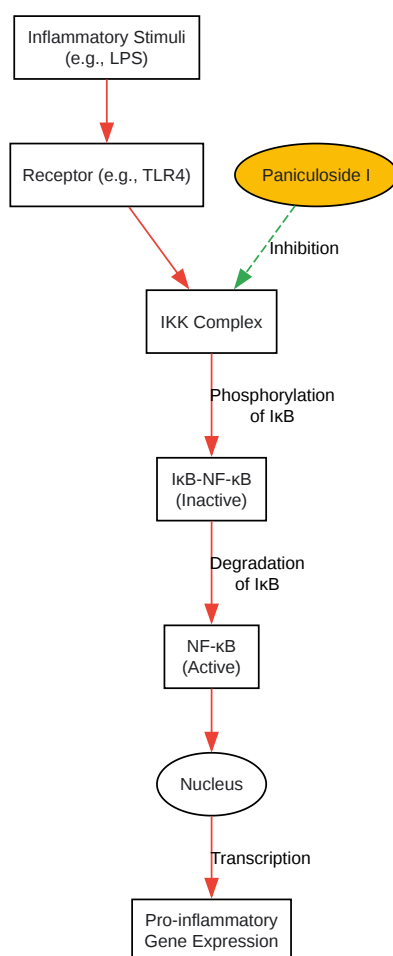 Inflammatory Stimuli
(e.g., LPS)
Receptor (e.g., TLR4)
Paniculoside I
Inhibition
IKK Complex
Phosphorylation
of IκB
IκB-NF-κB
(Inactive)
Degradation
of IκB
NF-κB
(Active)
Nucleus
Transcription
Pro-inflammatory
Gene Expression